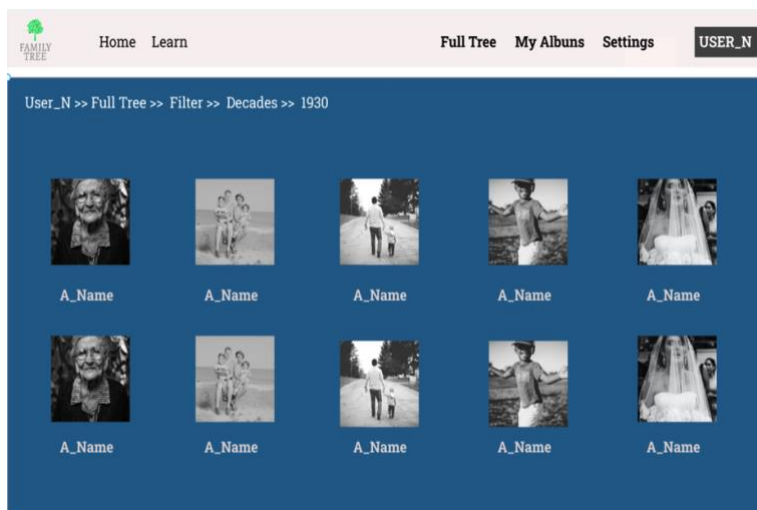 FAMILY
TREE
Home Learn Full Tree My Albuns Settings USER_N
User_N >> Full Tree >> Filter >> Decades >> 1930
A_Name A_Name A_Name A_Name A_Name
A_Name A_Name A_Name A_Name A_Name